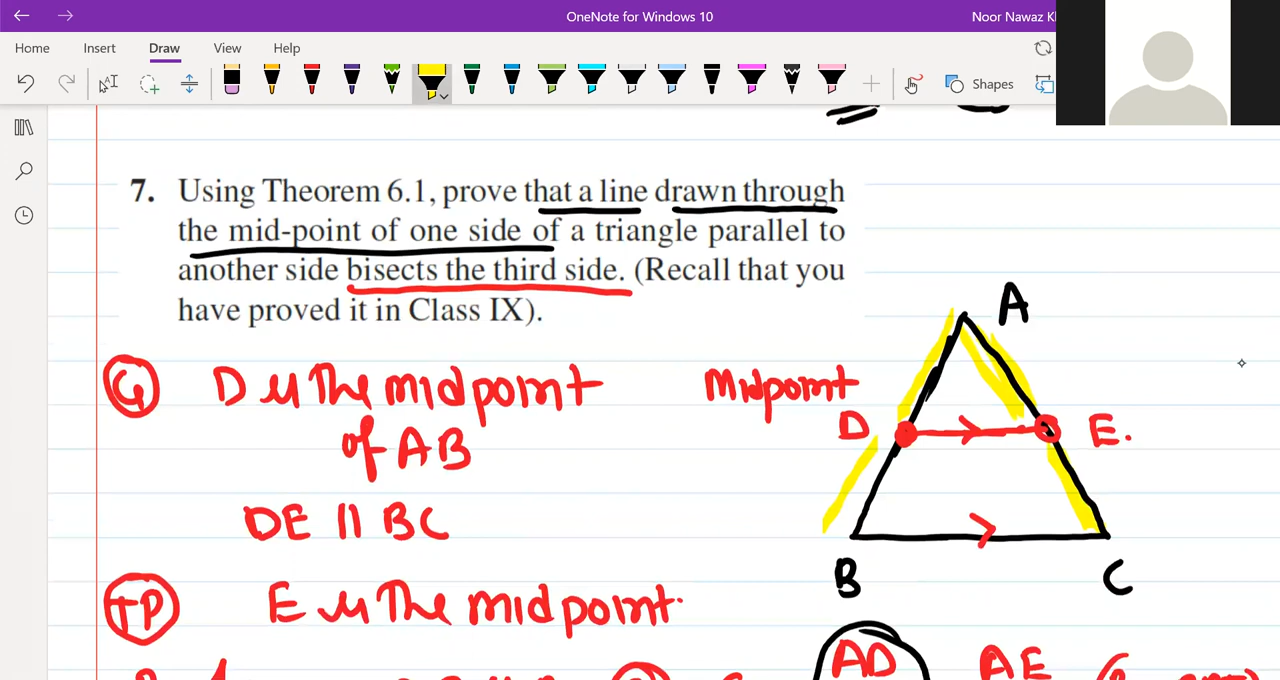 OneNote for Windows 10
Noor Nawaz Kh
Home Insert Draw View Help
Shapes
7. Using Theorem 6.1, prove that a line drawn through
the mid-point of one side of a triangle parallel to
another side bisects the third side. (Recall that you
have proved it in Class IX).
A
G D is the midpoint
of AB
Midpoint
D E.
DE || BC
B C
TP E is the midpoint.
AD AE